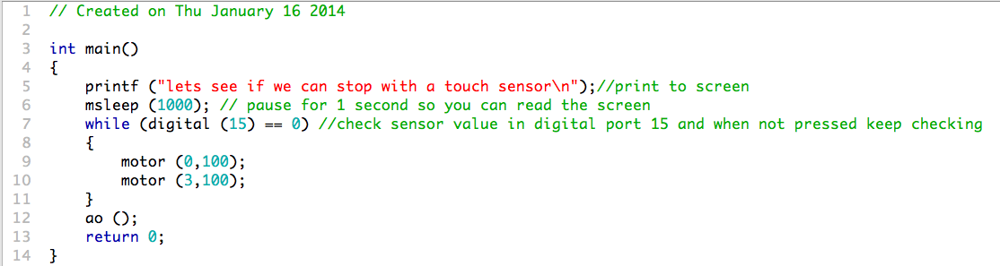 1 // Created on Thu January 16 2014
2
3 int main()
4 {
5 printf ("lets see if we can stop with a touch sensor\n");//print to screen
6 msleep (1000); // pause for 1 second so you can read the screen
7 while (digital (15) == 0) //check sensor value in digital port 15 and when not pressed keep checking
8 {
9 motor (0,100);
10 motor (3,100);
11 }
12 ao ();
13 return 0;
14 }